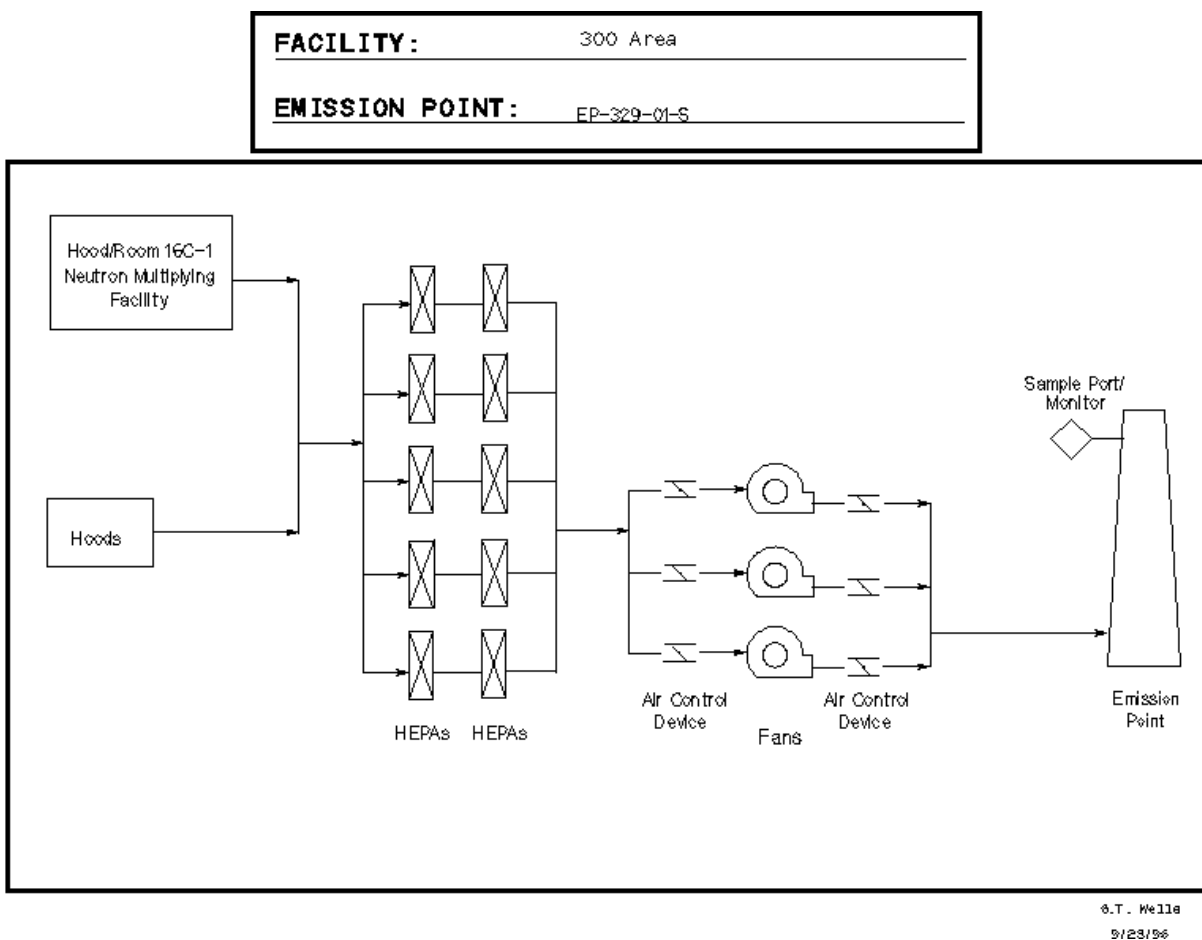 FACILITY: 300 Area
EMISSION POINT: EP-329-01-S
Hood/Room 16C-1
Neutron Multiplying
Facility
Hoods
Sample Port/
Monitor
HEPAs HEPAs
Air Control
Device
Fans
Air Control
Device
Emission
Point
G.T. Wells
9/23/96